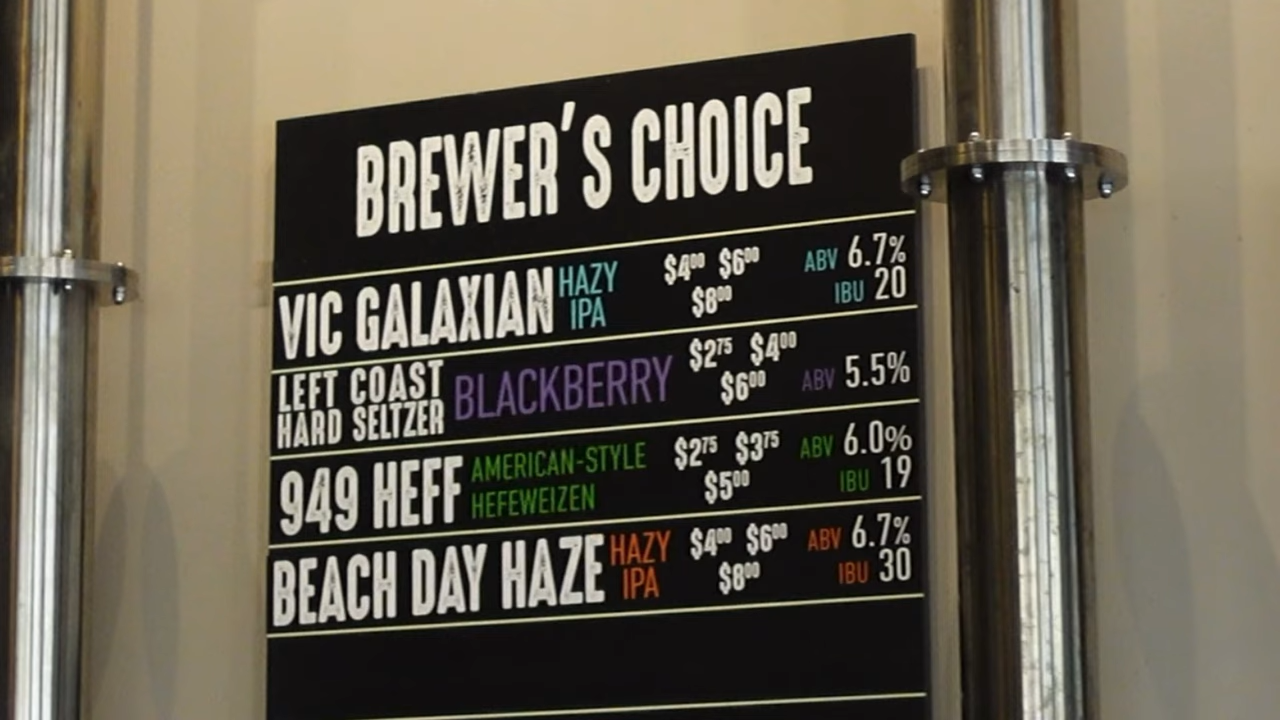 BREWER'S CHOICE
VIC GALAXIAN HAZY IPA $4⁰⁰ $6⁰⁰ $8⁰⁰ ABV 6.7% IBU 20
LEFT COAST HARD SELTZER BLACKBERRY $2⁷⁵ $4⁰⁰ $6⁰⁰ ABV 5.5%
949 HEFF AMERICAN-STYLE HEFEWEIZEN $2⁷⁵ $3⁷⁵ $5⁰⁰ ABV 6.0% IBU 19
BEACH DAY HAZE HAZY IPA $4⁰⁰ $6⁰⁰ $8⁰⁰ ABV 6.7% IBU 30